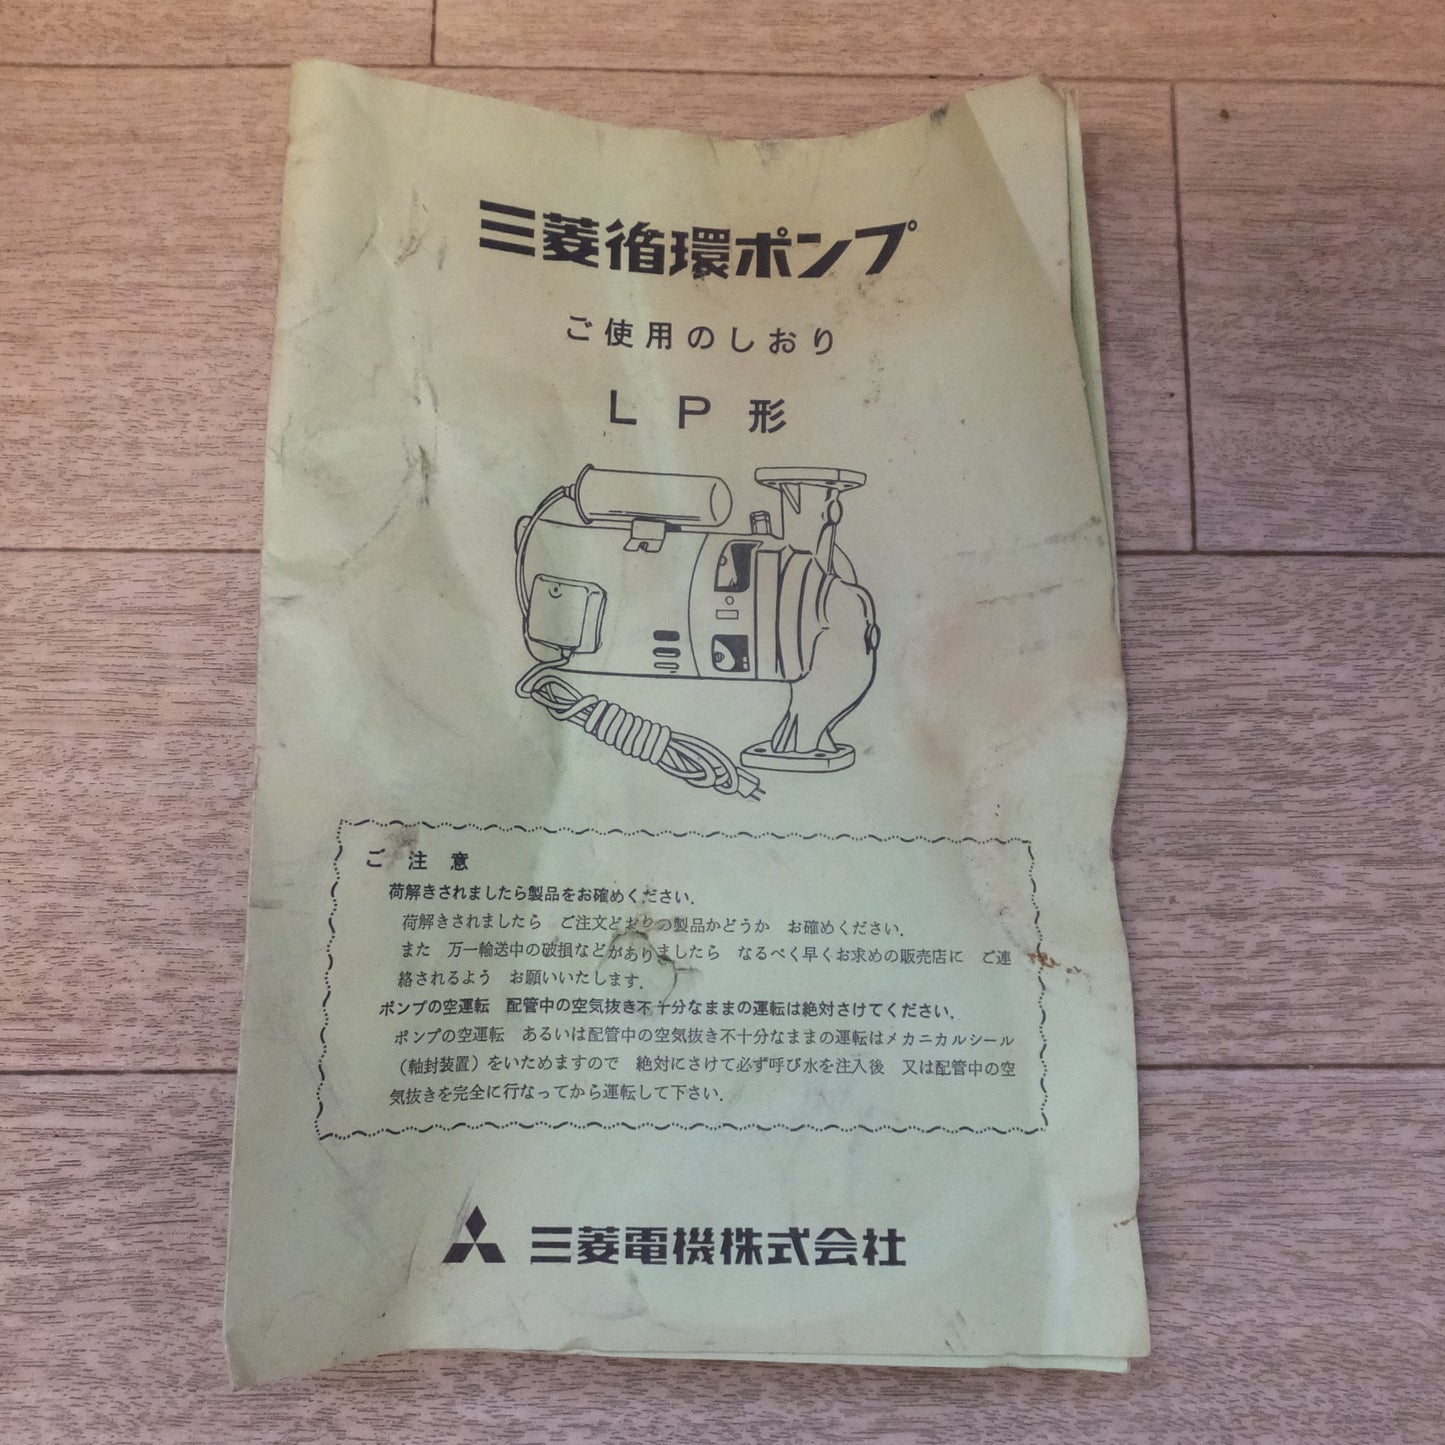 三菱循環ポンプ
ご使用のしおり
LP形
ご注意
荷解きされましたら製品をお確めください.
荷解きされましたら　ご注文どおりの製品かどうか　お確めください.
また　万一輸送中の破損などがありましたら　なるべく早くお求めの販売店に　ご連
絡されるよう　お願いいたします.
ポンプの空運転　配管中の空気抜き不十分なままの運転は絶対さけてください.
ポンプの空運転　あるいは配管中の空気抜き不十分なままの運転はメカニカルシール
（軸封装置）をいためますので　絶対にさけて必ず呼び水を注入後　又は配管中の空
気抜きを完全に行なってから運転して下さい.
三菱電機株式会社